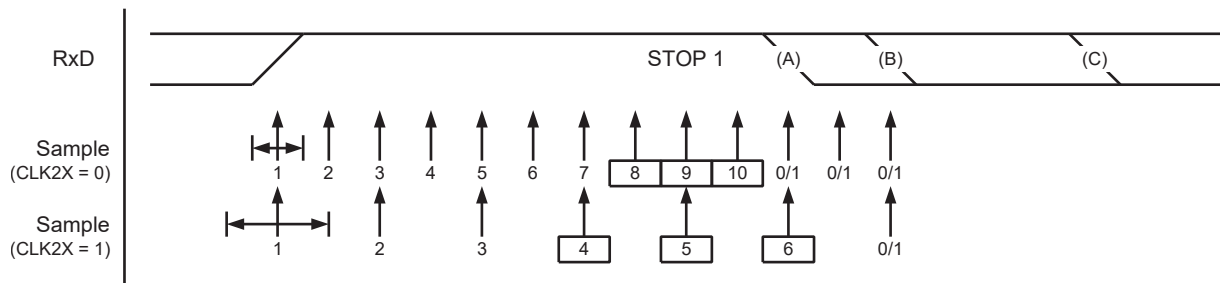 RxD STOP 1 (A) (B) (C)
Sample
(CLK2X = 0)
1 2 3 4 5 6 7 8 9 10 0/1 0/1 0/1
Sample
(CLK2X = 1)
1 2 3 4 5 6 0/1